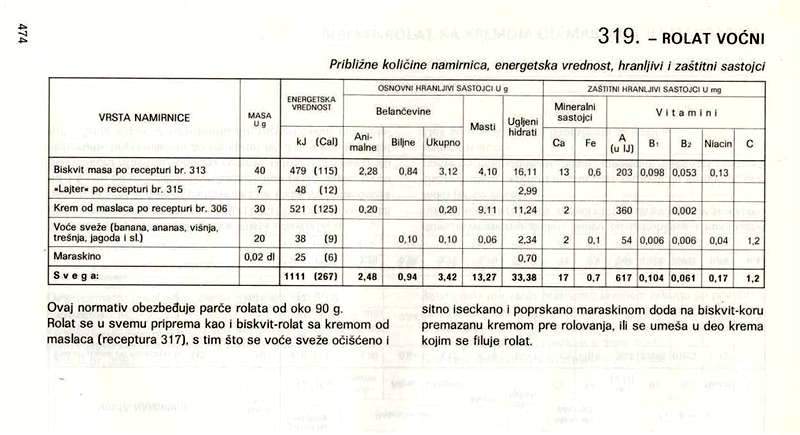 474
319. – ROLAT VOĆNI
Približne količine namirnica, energetska vrednost, hranljivi i zaštitni sastojci
VRSTA NAMIRNICE
MASA
U g
ENERGETSKA
VREDNOST
kJ (Cal)
OSNOVNI HRANLJIVI SASTOJCI U g
Belančevine
Ani-
malne
Biljne
Ukupno
Masti
Ugljeni
hidrati
ZAŠTITNI HRANLJIVI SASTOJCI U mg
Mineralni
sastojci
Ca Fe
Vitamini
A
(u IJ)
B1 B2 Niacin C
Biskvit masa po recepturi br. 313 40 479 (115) 2,28 0,84 3,12 4,10 16,11 13 0,6 203 0,098 0,053 0,13
»Lajter« po recepturi br. 315 7 48 (12) 2,99
Krem od maslaca po recepturi br. 306 30 521 (125) 0,20 0,20 9,11 11,24 2 360 0,002
Voće sveže (banana, ananas, višnja,
trešnja, jagoda i sl.) 20 38 (9) 0,10 0,10 0,06 2,34 2 0,1 54 0,006 0,006 0,04 1,2
Maraskino 0,02 dl 25 (6) 0,70
Svega: 1111 (267) 2,48 0,94 3,42 13,27 33,38 17 0,7 617 0,104 0,061 0,17 1,2
Ovaj normativ obezbeđuje parče rolata od oko 90 g.
Rolat se u svemu priprema kao i biskvit-rolat sa kremom od
maslaca (receptura 317), s tim što se voće sveže očišćeno i
sitno iseckano i poprskano maraskinom doda na biskvit-koru
premazanu kremom pre rolovanja, ili se umeša u deo krema
kojim se filuje rolat.